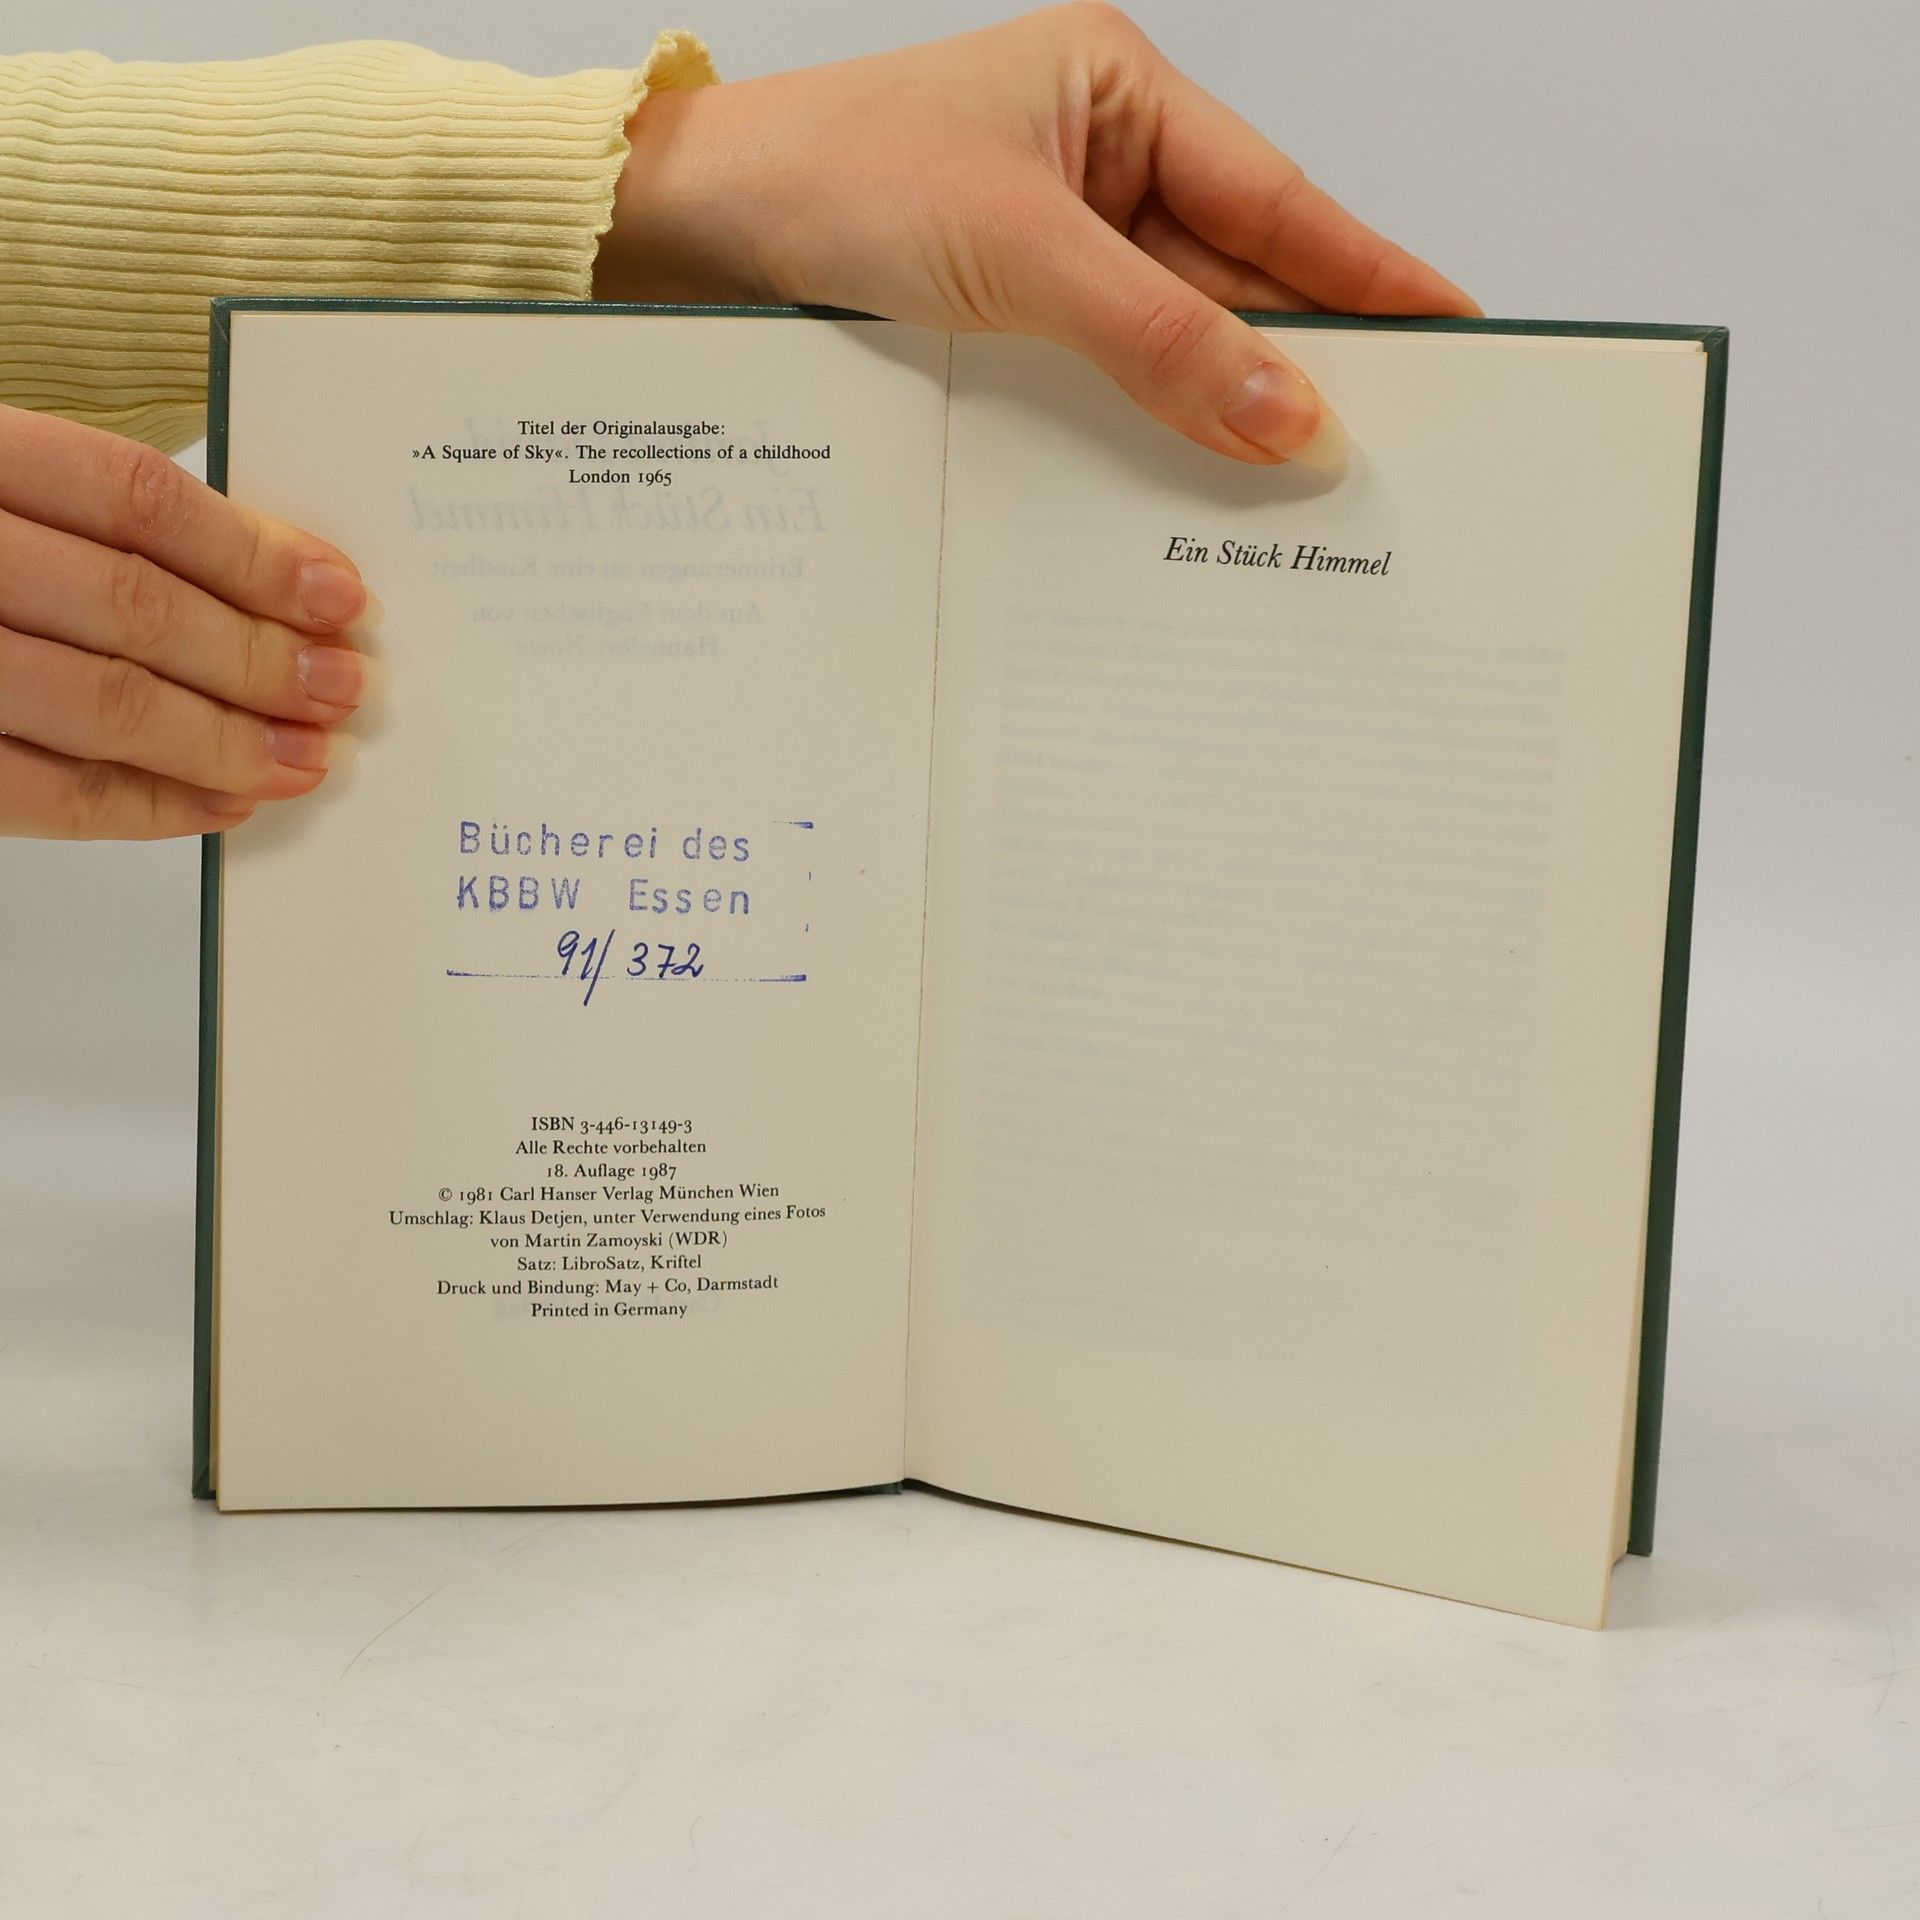 Titel der Originalausgabe:
»A Square of Sky«. The recollections of a childhood
London 1965
Bücherei des
KBBW Essen
91/372
ISBN 3-446-13149-3
Alle Rechte vorbehalten
18. Auflage 1987
© 1981 Carl Hanser Verlag München Wien
Umschlag: Klaus Detjen, unter Verwendung eines Fotos
von Martin Zamoyski (WDR)
Satz: LibroSatz, Kriftel
Druck und Bindung: May + Co, Darmstadt
Printed in Germany
Ein Stück Himmel